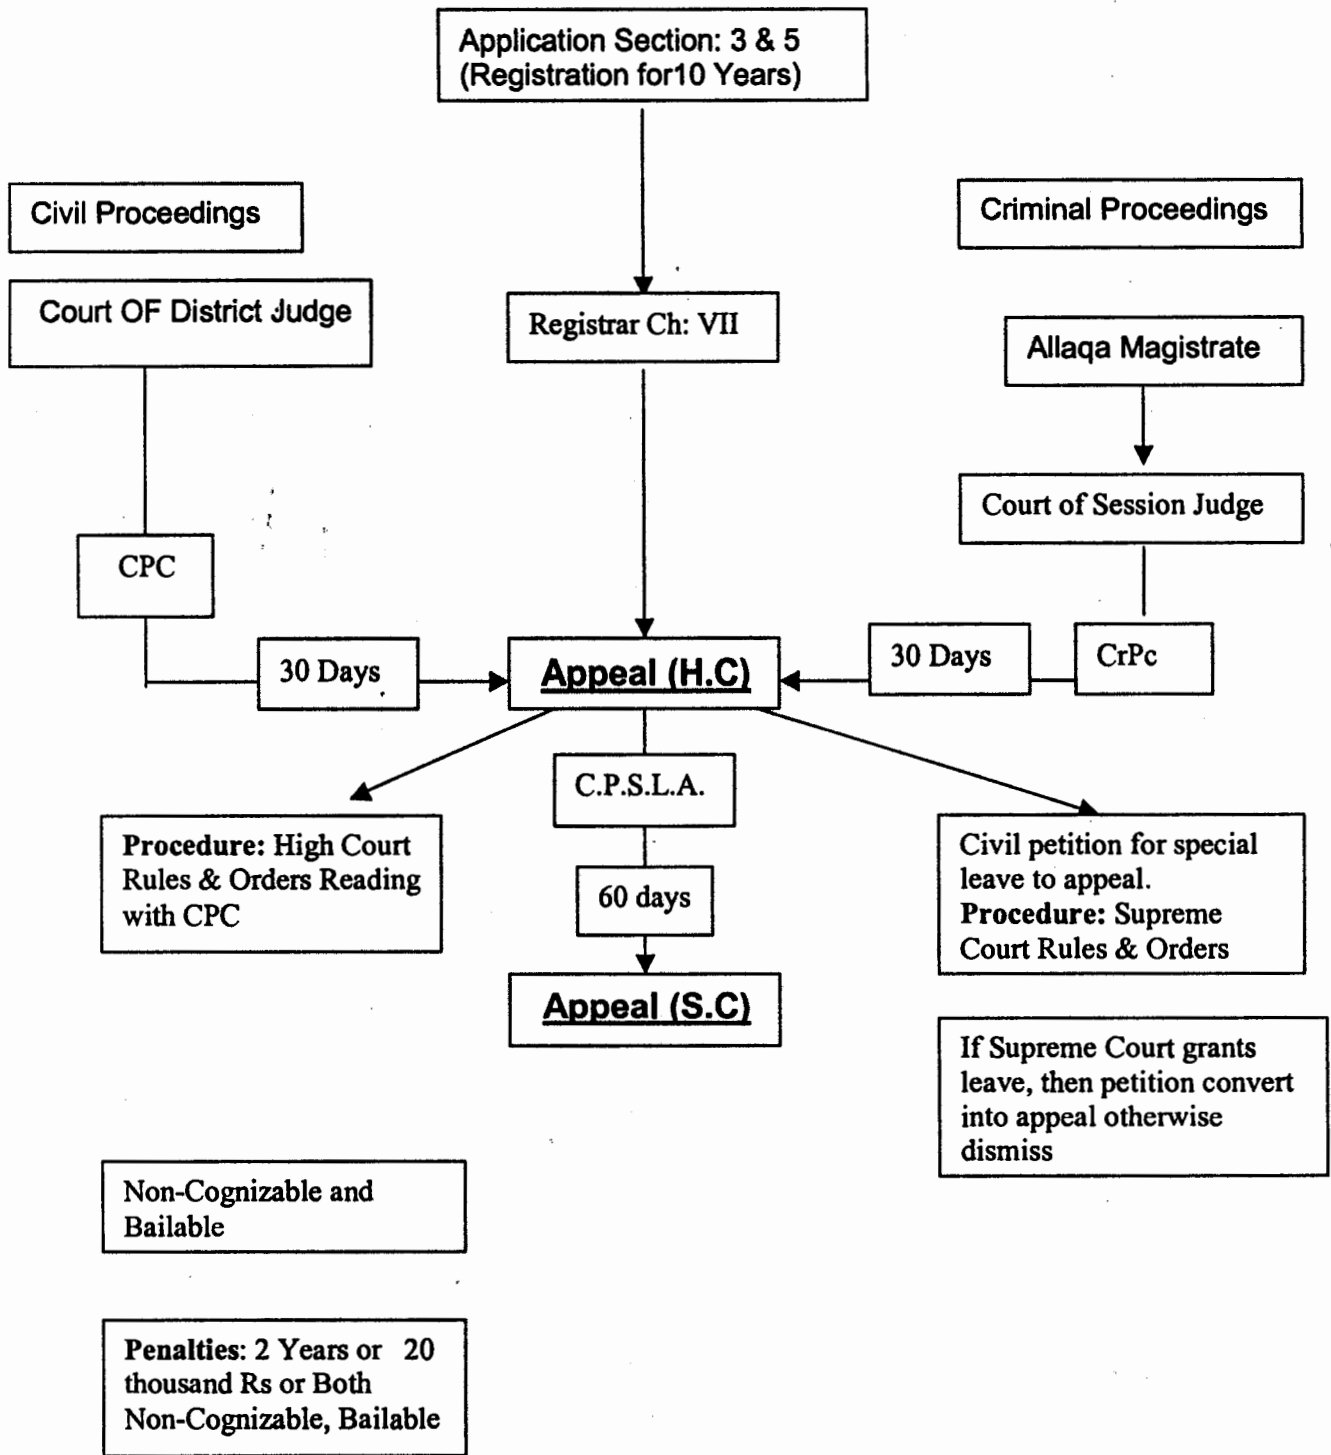 Application Section: 3 & 5
(Registration for10 Years)
Civil Proceedings
Criminal Proceedings
Court OF District Judge
Registrar Ch: VII
Allaqa Magistrate
Court of Session Judge
CPC
30 Days
Appeal (H.C)
30 Days
CrPc
C.P.S.L.A.
Procedure: High Court
Rules & Orders Reading
with CPC
60 days
Civil petition for special
leave to appeal.
Procedure: Supreme
Court Rules & Orders
Appeal (S.C)
If Supreme Court grants
leave, then petition convert
into appeal otherwise
dismiss
Non-Cognizable and
Bailable
Penalties: 2 Years or 20
thousand Rs or Both
Non-Cognizable, Bailable